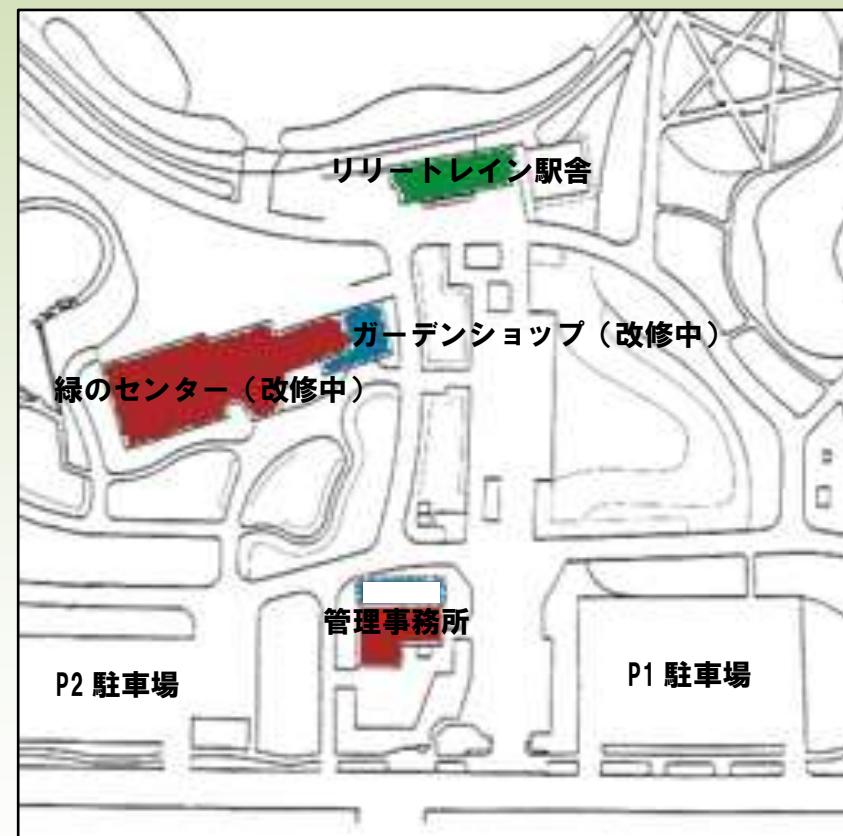 リリートレイン駅舎
ガーデンショップ（改修中）
緑のセンター（改修中）
管理事務所
P2 駐車場
P1 駐車場